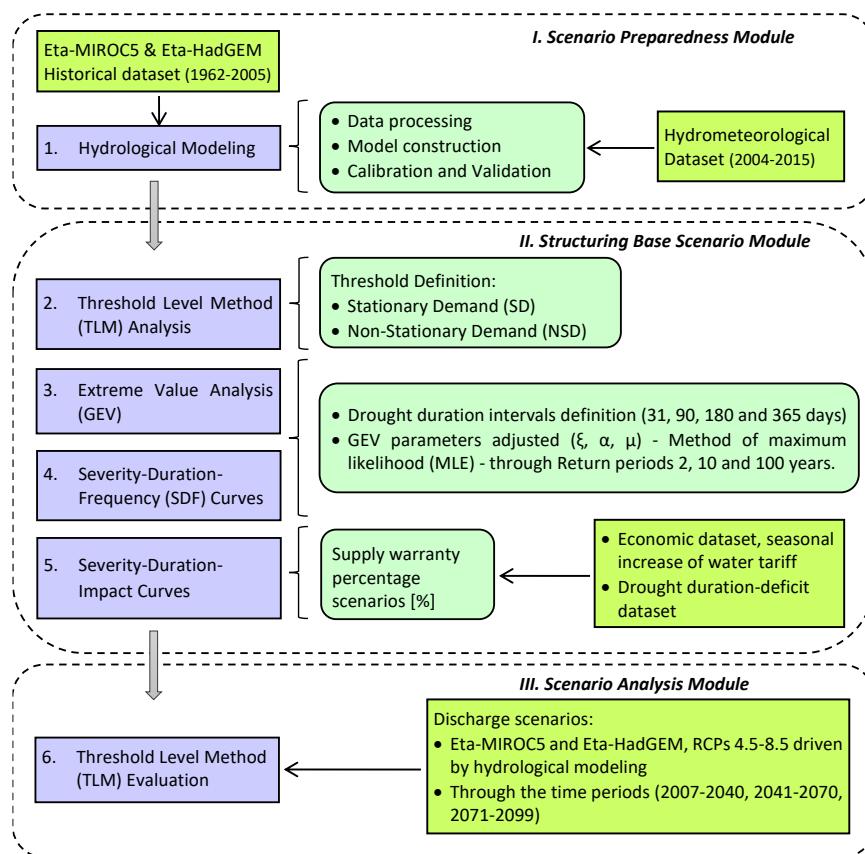 I. Scenario Preparedness Module
Eta-MIROC5 & Eta-HadGEM
Historical dataset (1962-2005)
1. Hydrological Modeling
• Data processing
• Model construction
• Calibration and Validation
Hydrometeorological
Dataset (2004-2015)
II. Structuring Base Scenario Module
2. Threshold Level Method
(TLM) Analysis
Threshold Definition:
• Stationary Demand (SD)
• Non-Stationary Demand (NSD)
3. Extreme Value Analysis
(GEV)
4. Severity-Duration-
Frequency (SDF) Curves
• Drought duration intervals definition (31, 90, 180 and 365 days)
• GEV parameters adjusted (ξ, α, μ) - Method of maximum
likelihood (MLE) - through Return periods 2, 10 and 100 years.
5. Severity-Duration-
Impact Curves
Supply warranty
percentage
scenarios [%]
• Economic dataset, seasonal
increase of water tariff
• Drought duration-deficit
dataset
III. Scenario Analysis Module
6. Threshold Level Method
(TLM) Evaluation
Discharge scenarios:
• Eta-MIROC5 and Eta-HadGEM, RCPs 4.5-8.5 driven
by hydrological modeling
• Through the time periods (2007-2040, 2041-2070,
2071-2099)